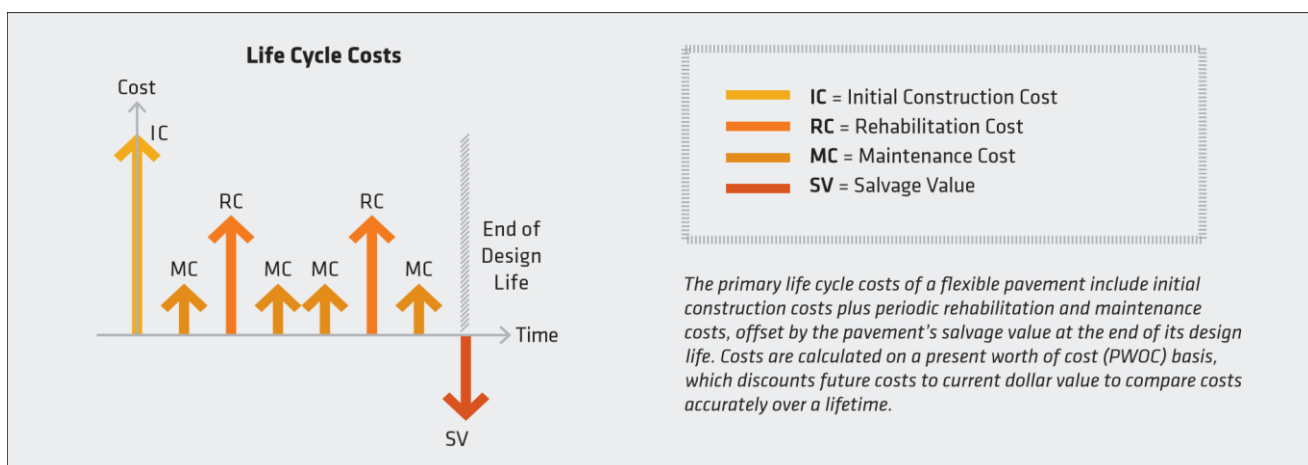 Life Cycle Costs
Cost
IC
RC
RC
MC
MC
MC
MC
End of
Design
Life
Time
SV
IC = Initial Construction Cost
RC = Rehabilitation Cost
MC = Maintenance Cost
SV = Salvage Value
The primary life cycle costs of a flexible pavement include initial
construction costs plus periodic rehabilitation and maintenance
costs, offset by the pavement's salvage value at the end of its design
life. Costs are calculated on a present worth of cost (PWOC) basis,
which discounts future costs to current dollar value to compare costs
accurately over a lifetime.